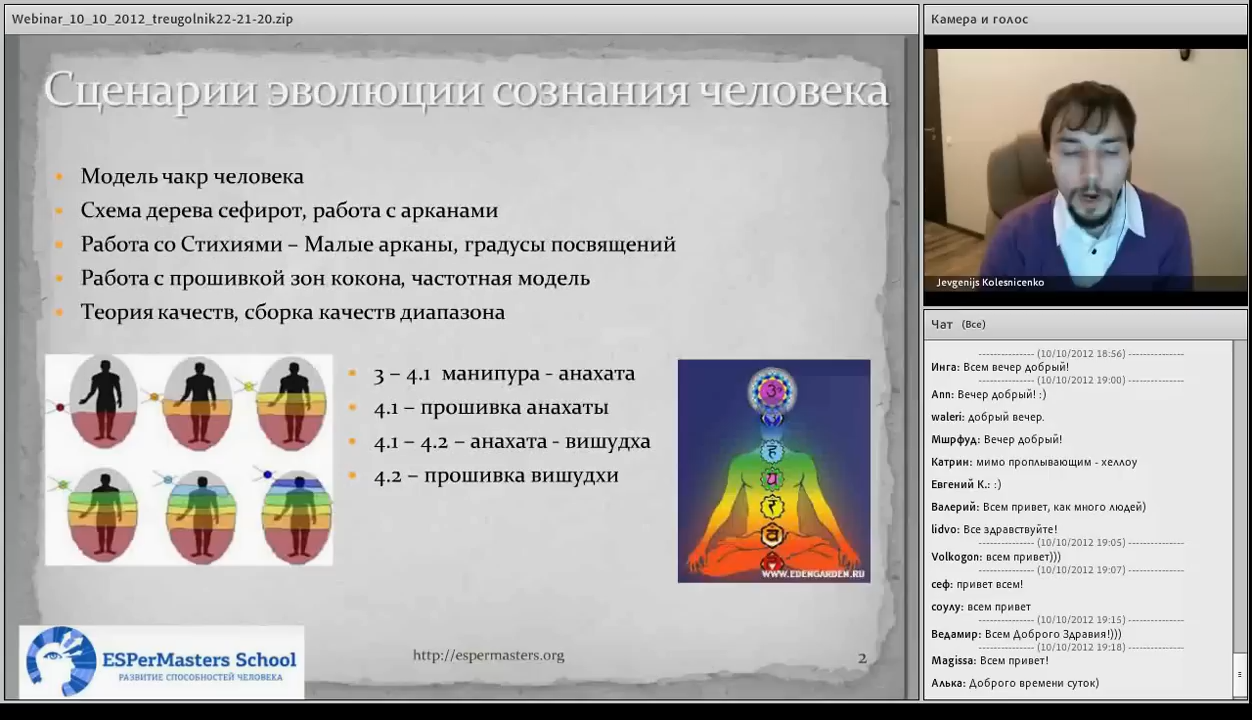 Webinar_10_10_2012_treugolnik22-21-20.zip
Сценарии эволюции сознания человека
Модель чакр человека
Схема дерева сефирот, работа с арканами
Работа со Стихиями – Малые арканы, градусы посвящений
Работа с прошивкой зон кокона, частотная модель
Теория качеств, сборка качеств диапазона
3 – 4.1 манипура - анахата
4.1 – прошивка анахаты
4.1 – 4.2 – анахата - вишудха
4.2 – прошивка вишудхи
WWW.EDENGARDEN.RU
ESPerMasters School
РАЗВИТИЕ СПОСОБНОСТЕЙ ЧЕЛОВЕКА
http://espermasters.org
2
Камера и голос
Jevgenijs Kolesnicenko
Чат (Все)
--------------- (10/10/2012 18:56) ---------------
Инга: Всем вечер добрый!
--------------- (10/10/2012 19:00) ---------------
Ann: Вечер добрый! :)
waleri: добрый вечер.
Мшрфуд: Вечер добрый!
Катрин: мимо проплывающим - хеллоу
Евгений К.: :)
Валерий: Всем привет, как много людей)
lidvo: Все здравствуйте!
--------------- (10/10/2012 19:05) ---------------
Volkogon: всем привет)))
--------------- (10/10/2012 19:07) ---------------
сеф: привет всем!
соулу: всем привет
--------------- (10/10/2012 19:15) ---------------
Ведамир: Всем Доброго Здравия!)))
--------------- (10/10/2012 19:18) ---------------
Magissa: Всем привет!
Алька: Доброго времени суток)